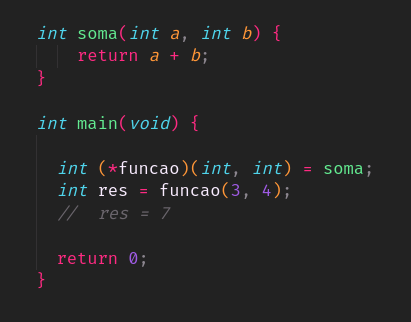 int soma(int a, int b) {
    return a + b;
}
int main(void) {
  int (*funcao)(int, int) = soma;
  int res = funcao(3, 4);
  //  res = 7
  return 0;
}